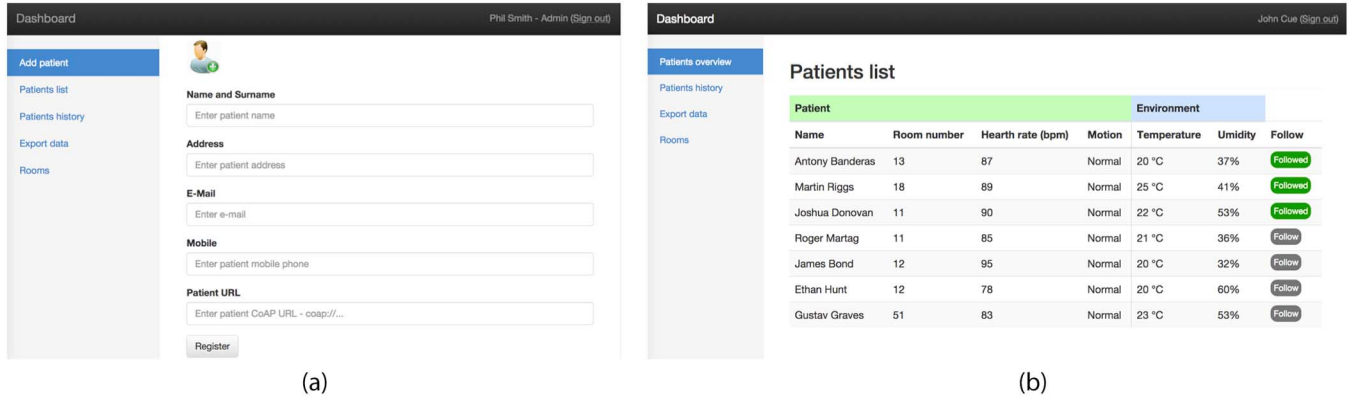 Dashboard Phil Smith - Admin (Sign out)
Add patient
Patients list
Patients history
Export data
Rooms
Name and Surname
Enter patient name
Address
Enter patient address
E-Mail
Enter e-mail
Mobile
Enter patient mobile phone
Patient URL
Enter patient CoAP URL - coap://...
Register
(a)
Dashboard John Cue (Sign out)
Patients overview
Patients history
Export data
Rooms
Patients list
Patient Environment
Name Room number Hearth rate (bpm) Motion Temperature Umidity Follow
Antony Banderas 13 87 Normal 20 °C 37% Followed
Martin Riggs 18 89 Normal 25 °C 41% Followed
Joshua Donovan 11 90 Normal 22 °C 53% Followed
Roger Martag 11 85 Normal 21 °C 36% Follow
James Bond 12 95 Normal 20 °C 32% Follow
Ethan Hunt 12 78 Normal 20 °C 60% Follow
Gustav Graves 51 83 Normal 23 °C 53% Follow
(b)